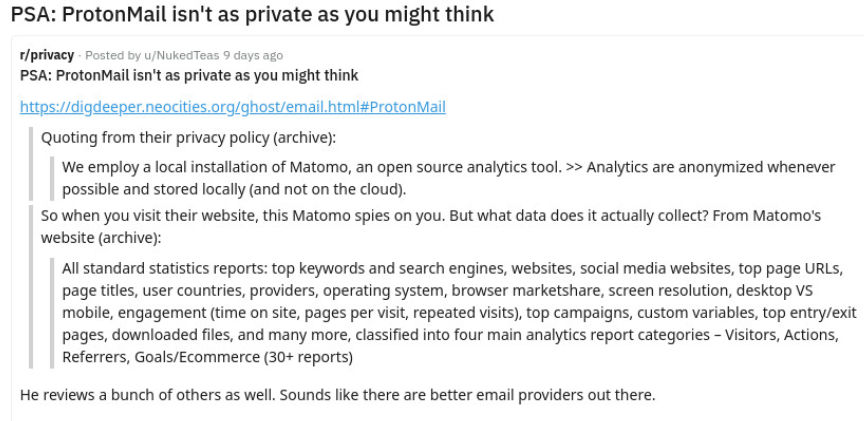 PSA: ProtonMail isn't as private as you might think
r/privacy · Posted by u/NukedTeas 9 days ago
PSA: ProtonMail isn't as private as you might think
https://digdeeper.neocities.org/ghost/email.html#ProtonMail
Quoting from their privacy policy (archive):
We employ a local installation of Matomo, an open source analytics tool. >> Analytics are anonymized whenever
possible and stored locally (and not on the cloud).
So when you visit their website, this Matomo spies on you. But what data does it actually collect? From Matomo's
website (archive):
All standard statistics reports: top keywords and search engines, websites, social media websites, top page URLs,
page titles, user countries, providers, operating system, browser marketshare, screen resolution, desktop VS
mobile, engagement (time on site, pages per visit, repeated visits), top campaigns, custom variables, top entry/exit
pages, downloaded files, and many more, classified into four main analytics report categories – Visitors, Actions,
Referrers, Goals/Ecommerce (30+ reports)
He reviews a bunch of others as well. Sounds like there are better email providers out there.